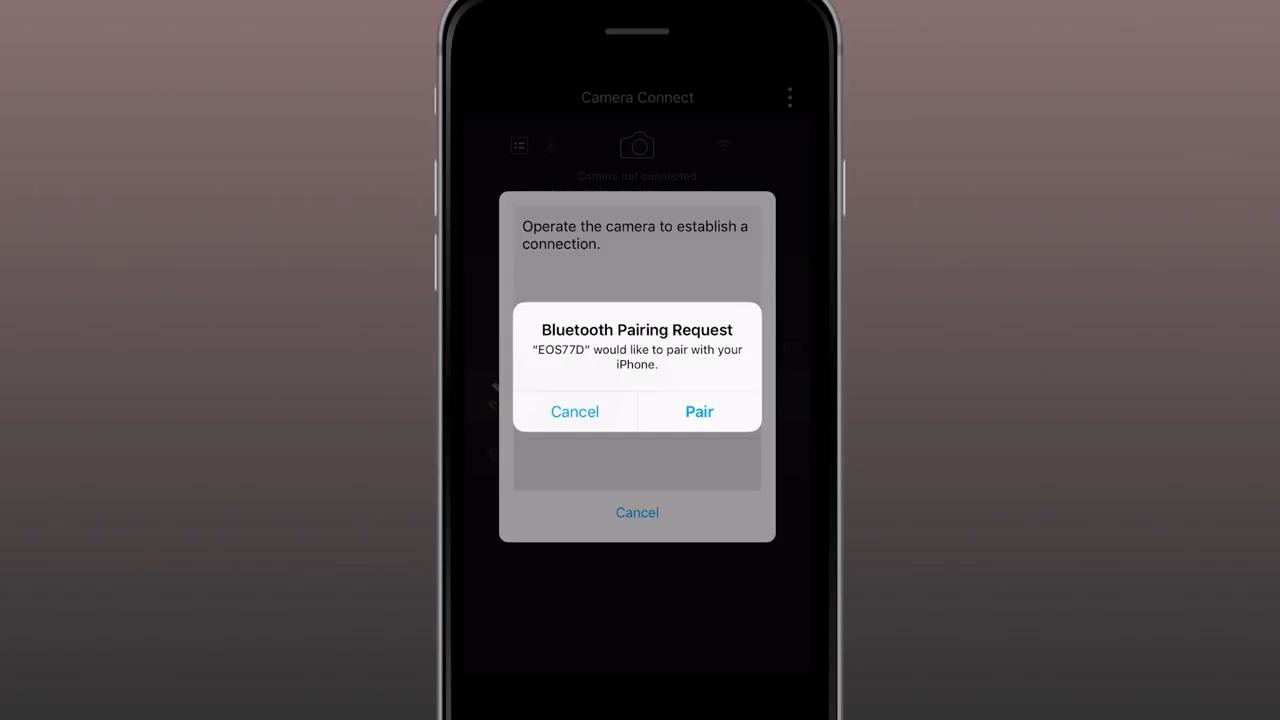 Camera Connect
Camera not connected
Operate the camera to establish a
connection.
Bluetooth Pairing Request
“EOS77D” would like to pair with your
iPhone.
Cancel
Pair
Cancel